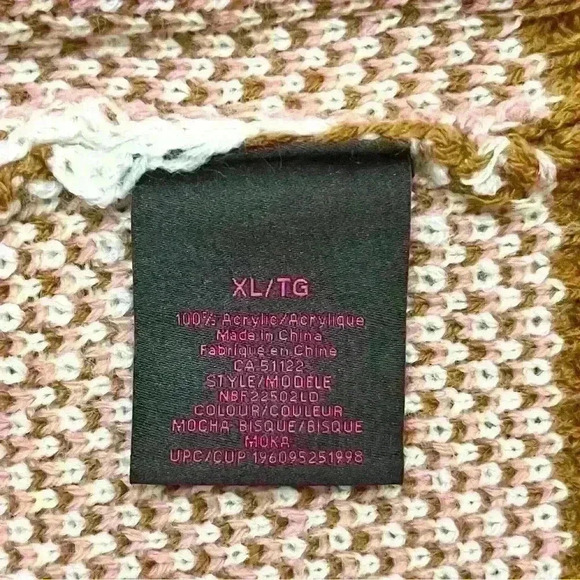 XL/TG
100% Acrylic/Acrylique
Made in China
Fabriqué en Chine
CA 51122
STYLE/MODÈLE
NBF22502LD
COLOUR/COULEUR
MOCHA BISQUE/BISQUE
MOKA
UPC/CUP 196095251998